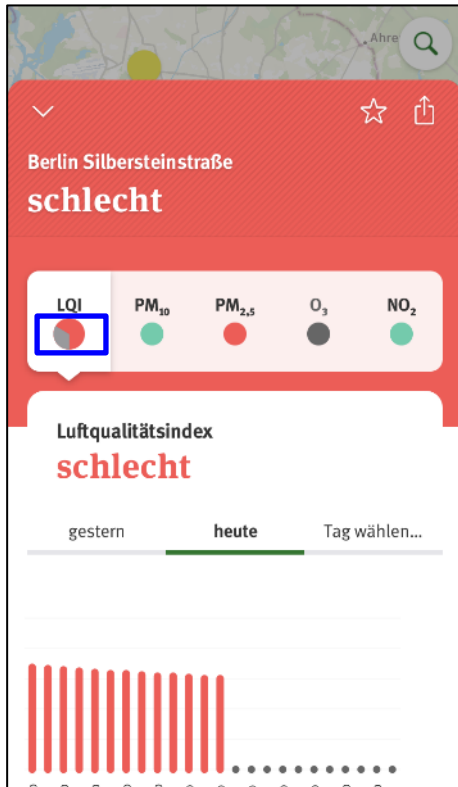 Ahre
Berlin Silbersteinstraße
schlecht
LQI PM₁₀ PM₂,₅ O₃ NO₂
Luftqualitätsindex
schlecht
gestern heute Tag wählen...